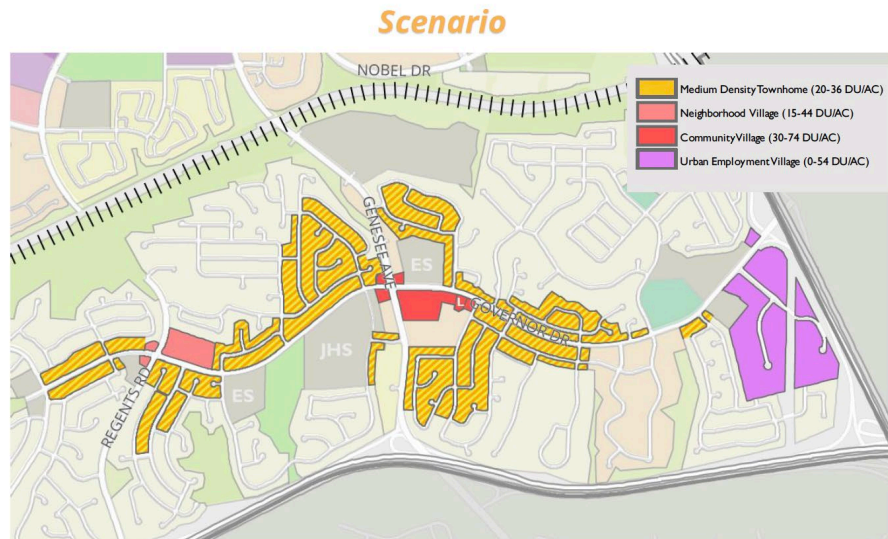 Scenario
NOBEL DR
Medium Density Townhome (20-36 DU/AC)
Neighborhood Village (15-44 DU/AC)
Community Village (30-74 DU/AC)
Urban Employment Village (0-54 DU/AC)
GENESEE AVE
ES
L
GOVERNOR DR
JHS
REGENTS RD
ES